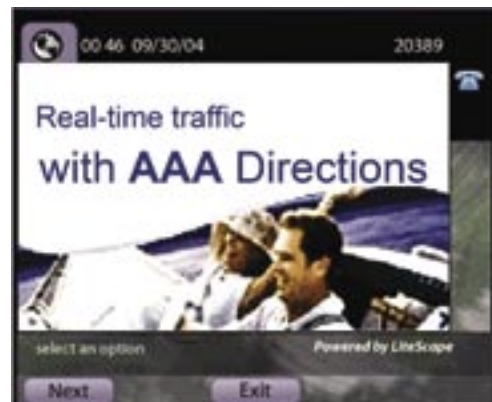 00 46 09/30/04 20389
Real-time traffic
with AAA Directions
select an option Powered by LiteScape
Next Exit